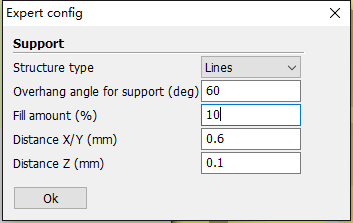 Expert config
Support
Structure type Lines
Overhang angle for support (deg) 60
Fill amount (%) 10
Distance X/Y (mm) 0.6
Distance Z (mm) 0.1
Ok